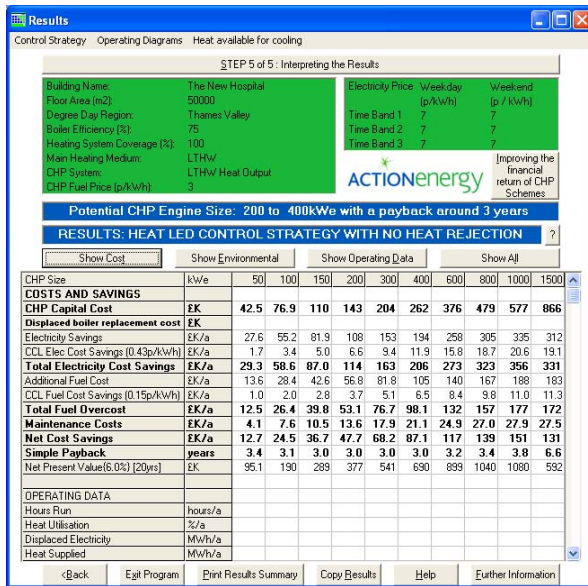 Results
Control Strategy Operating Diagrams Heat available for cooling
STEP 5 of 5 : Interpreting the Results
Building Name: The New Hospital
Floor Area (m2): 50000
Degree Day Region: Thames Valley
Boiler Efficiency (%): 75
Heating System Coverage (%): 100
Main Heating Medium: LTHW
CHP System: LTHW Heat Output
CHP Fuel Price (p/kWh): 3
Electricity Price Weekday Weekend
(p/kWh) (p / kWh)
Time Band 1 7 7
Time Band 2 7 7
Time Band 3 7 7
ACTIONenergy
Improving the
financial
return of CHP
Schemes
Potential CHP Engine Size: 200 to 400kWe with a payback around 3 years
RESULTS: HEAT LED CONTROL STRATEGY WITH NO HEAT REJECTION ?
Show Cost Show Environmental Show Operating Data Show All
CHP Size kWe 50 100 150 200 300 400 600 800 1000 1500
COSTS AND SAVINGS
CHP Capital Cost £K 42.5 76.9 110 143 204 262 376 479 577 866
Displaced boiler replacement cost £K
Electricity Savings £K/a 27.6 55.2 81.9 108 153 194 258 305 335 312
CCL Elec Cost Savings (0.43p/kWh) £K/a 1.7 3.4 5.0 6.6 9.4 11.9 15.8 18.7 20.6 19.1
Total Electricity Cost Savings £K/a 29.3 58.6 87.0 114 163 206 273 323 356 331
Additional Fuel Cost £K/a 13.6 28.4 42.6 56.8 81.8 105 140 167 188 183
CCL Fuel Cost Savings (0.15p/kWh) £K/a 1.0 2.0 2.8 3.7 5.1 6.5 8.4 9.8 11.0 11.3
Total Fuel Overcost £K/a 12.5 26.4 39.8 53.1 76.7 98.1 132 157 177 172
Maintenance Costs £K/a 4.1 7.6 10.5 13.6 17.9 21.1 24.9 27.0 27.9 27.5
Net Cost Savings £K/a 12.7 24.5 36.7 47.7 68.2 87.1 117 139 151 131
Simple Payback years 3.4 3.1 3.0 3.0 3.0 3.0 3.2 3.4 3.8 6.6
Net Present Value(6.0%) [20yrs] £K 95.1 190 289 377 541 690 899 1040 1080 592
OPERATING DATA
Hours Run hours/a
Heat Utilisation %/a
Displaced Electricity MWh/a
Heat Supplied MWh/a
<Back Exit Program Print Results Summary Copy Results Help Further Information